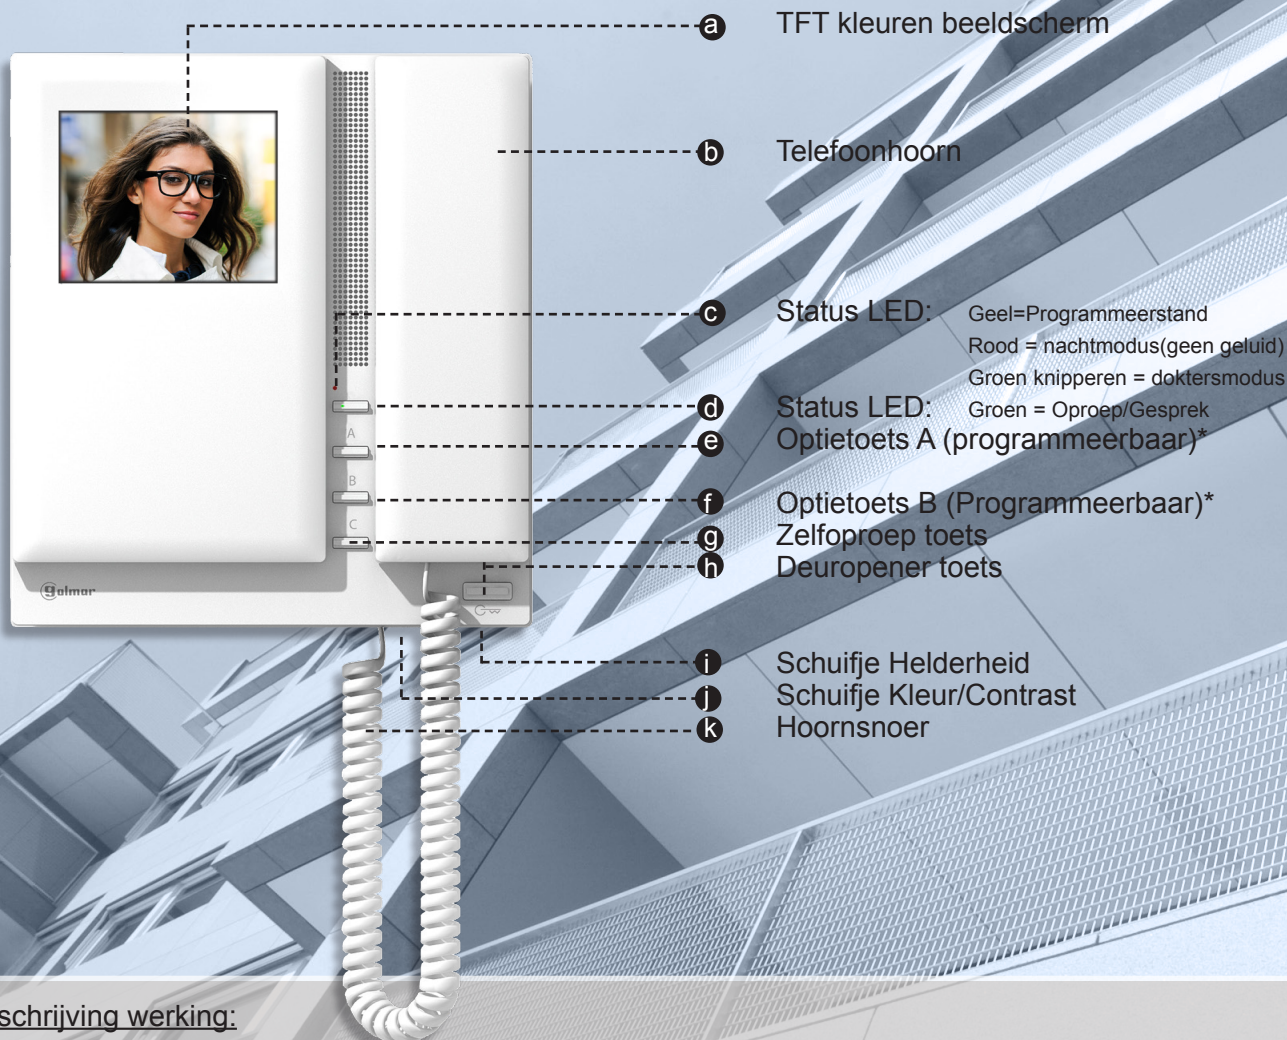 a TFT kleuren beeldscherm
b Telefoonhoorn
c Status LED: Geel=Programmeerstand
Rood = nachtmodus(geen geluid)
Groen knipperen = doktersmodus
d Status LED: Groen = Oproep/Gesprek
e Optietoets A (programmeerbaar)*
A
B
f Optietoets B (Programmeerbaar)*
C
g Zelfoproep toets
h Deuropener toets
golmar
i Schuifje Helderheid
j Schuifje Kleur/Contrast
k Hoornsnoer
schrijving werking: